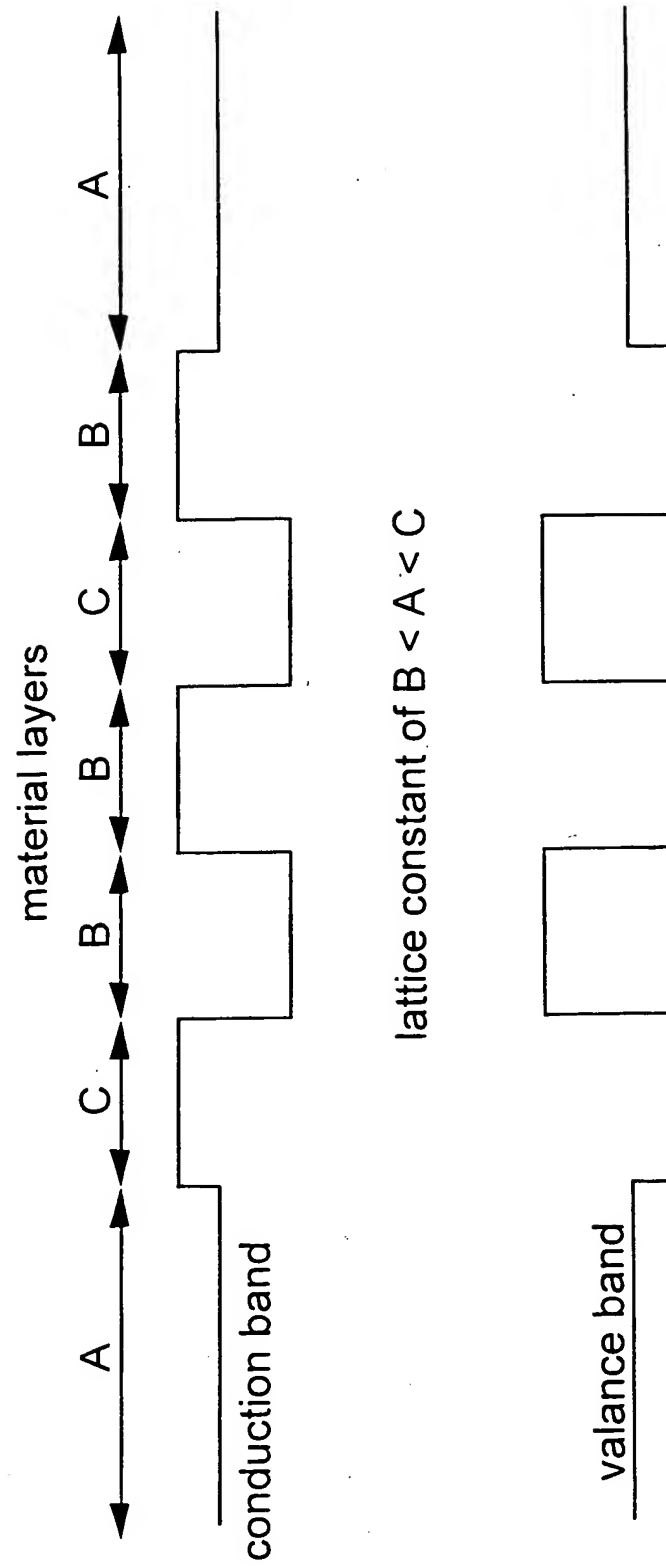 material layers
A
C
B
B
C
B
A
conduction band
lattice constant of B < A < C
valance band